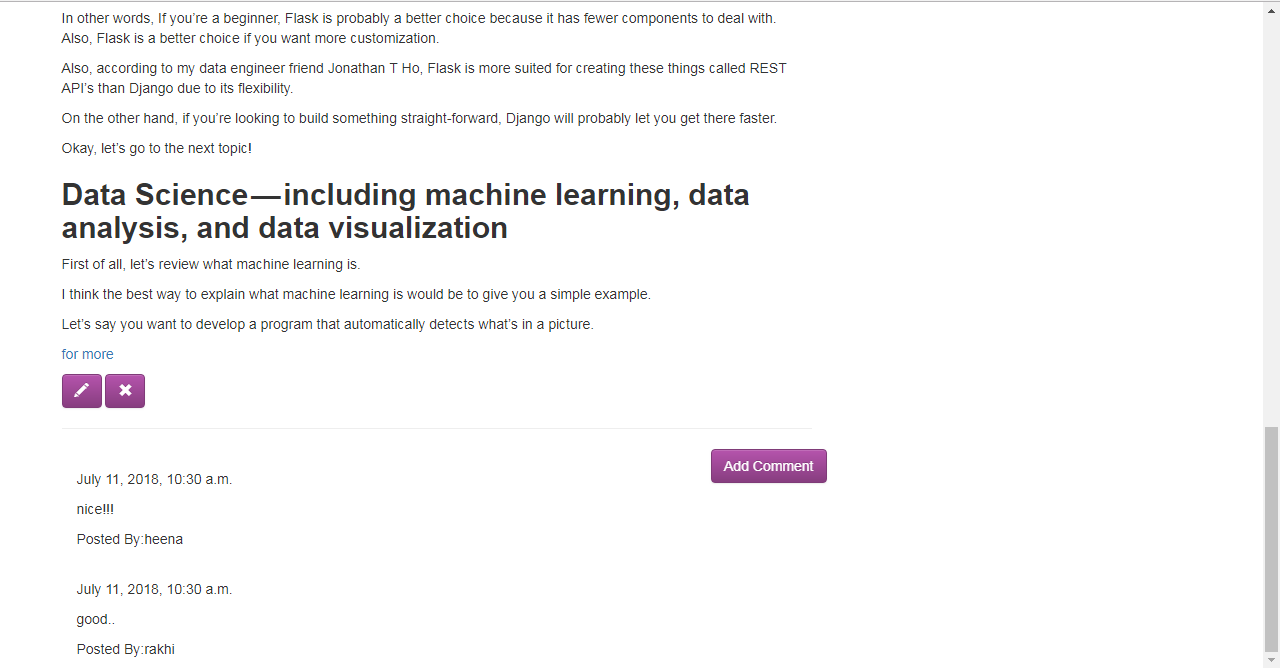 In other words, If you’re a beginner, Flask is probably a better choice because it has fewer components to deal with.
Also, Flask is a better choice if you want more customization.
Also, according to my data engineer friend Jonathan T Ho, Flask is more suited for creating these things called REST
API’s than Django due to its flexibility.
On the other hand, if you’re looking to build something straight-forward, Django will probably let you get there faster.
Okay, let’s go to the next topic!
Data Science — including machine learning, data
analysis, and data visualization
First of all, let’s review what machine learning is.
I think the best way to explain what machine learning is would be to give you a simple example.
Let’s say you want to develop a program that automatically detects what’s in a picture.
for more
Add Comment
July 11, 2018, 10:30 a.m.
nice!!!
Posted By:heena
July 11, 2018, 10:30 a.m.
good..
Posted By:rakhi